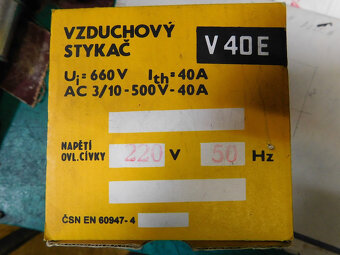 VZDUCHOVÝ
STYKAČ
V 40 E
Ui = 660 V Ith = 40 A
AC 3/10 - 500 V - 40 A
NAPĚTÍ
OVL. CÍVKY 220 V 50 Hz
ČSN EN 60947- 4